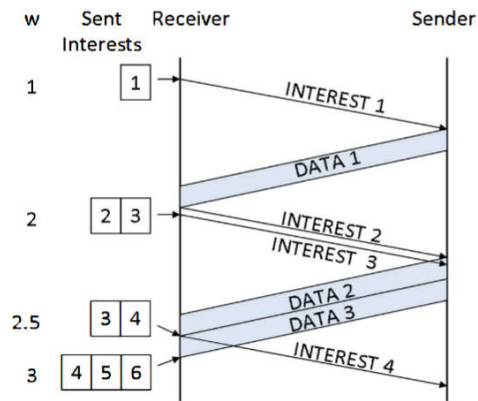 w Sent Receiver Sender
Interests
1 1
INTEREST 1
DATA 1
2 2 3
INTEREST 2
INTEREST 3
DATA 2
2.5 3 4
DATA 3
INTEREST 4
3 4 5 6